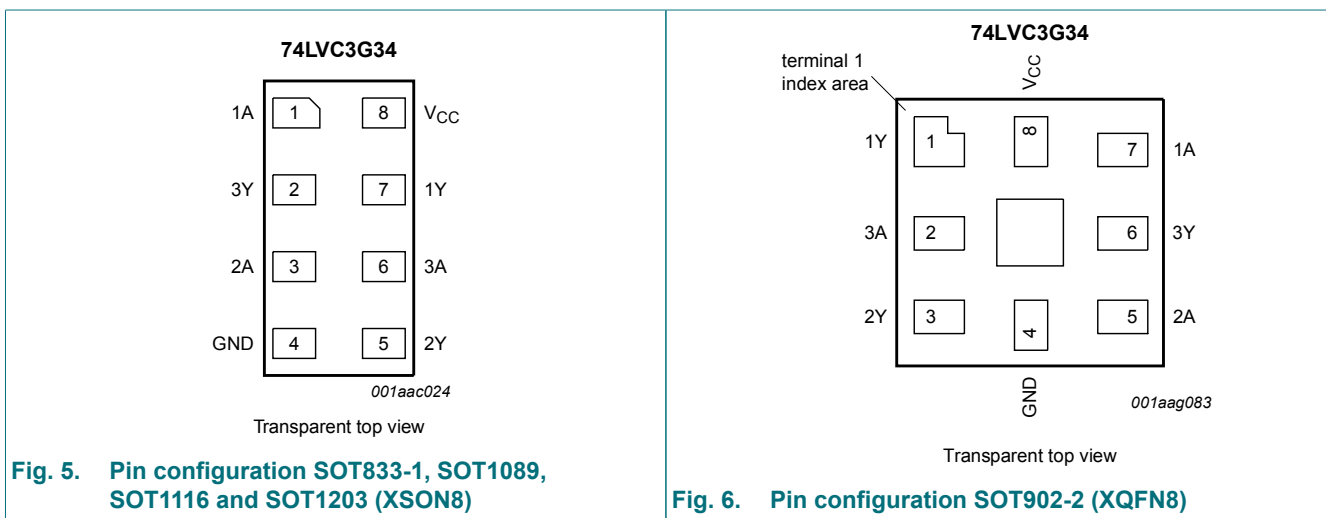 74LVC3G34
1A 1 8 VCC
3Y 2 7 1Y
2A 3 6 3A
GND 4 5 2Y
001aac024
Transparent top view
Fig. 5. Pin configuration SOT833-1, SOT1089,
SOT1116 and SOT1203 (XSON8)
74LVC3G34
terminal 1
index area
VCC
1Y 1 8 7 1A
3A 2 6 3Y
2Y 3 4 5 2A
GND
001aag083
Transparent top view
Fig. 6. Pin configuration SOT902-2 (XQFN8)